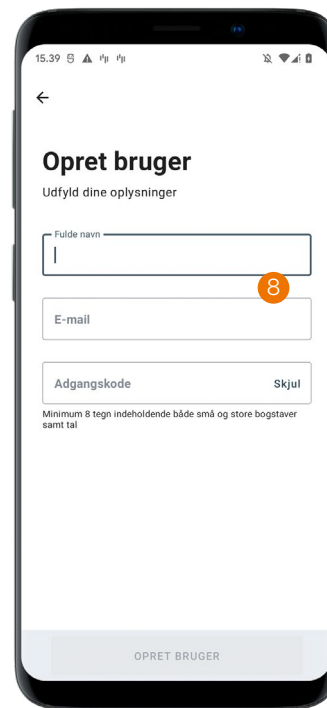 15.39
Opret bruger
Udfyld dine oplysninger
Fulde navn
8
E-mail
Adgangskode Skjul
Minimum 8 tegn indeholdende både små og store bogstaver
samt tal
OPRET BRUGER